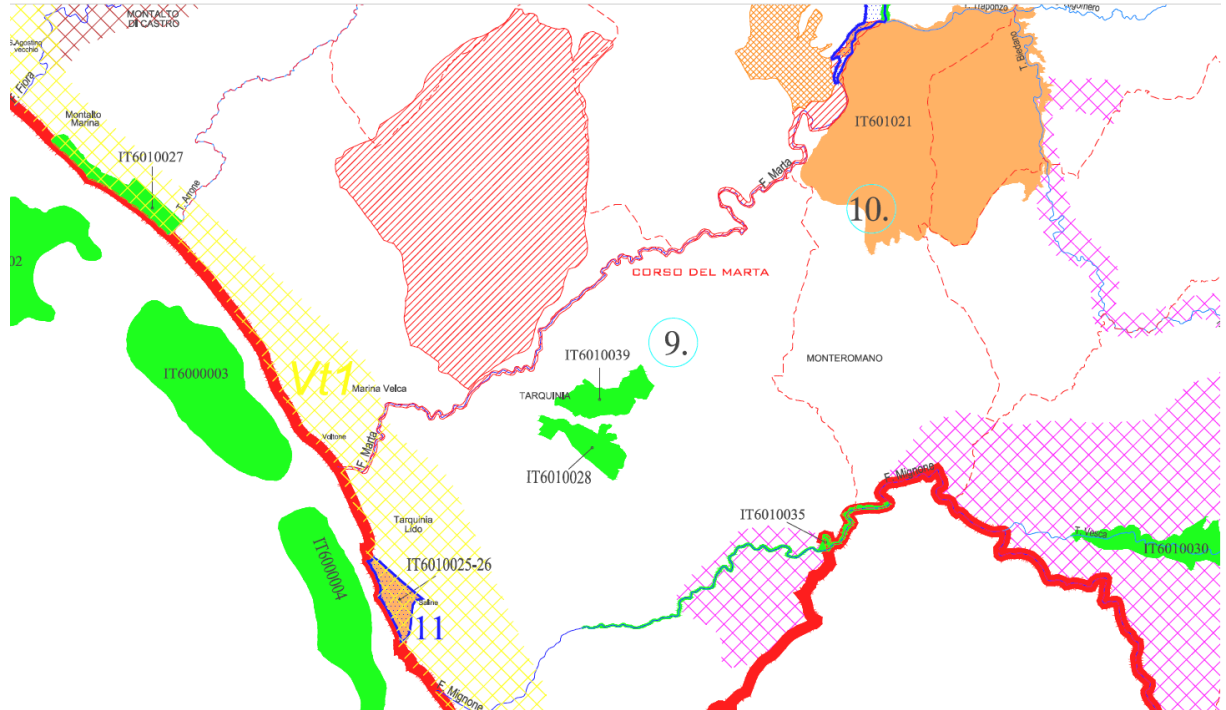 MONTALTO
DI CASTRO
S.Agostino
vecchio
F. Fiora
Montalto
Marina
IT6010027
T. Arrone
02
IT6000003
Vt1
Marina Velca
Voltone
F. Marta
F. Marta
CORSO DEL MARTA
IT601021
T. Biedano
10.
9.
IT6010039
TARQUINIA
IT6010028
MONTEROMANO
IT6010035
F. Mignone
T. Vesca
IT6010030
Tarquinia
Lido
IT6010025-26
Saline
11
IT6000004
F. Mignone